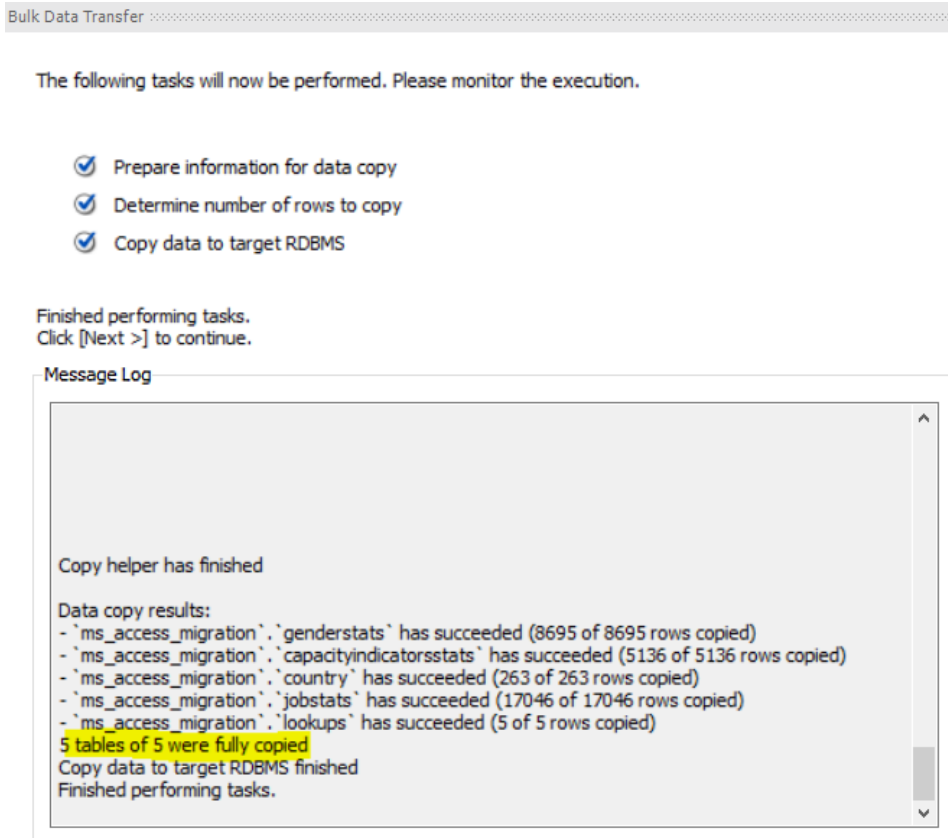 Bulk Data Transfer
The following tasks will now be performed. Please monitor the execution.
Prepare information for data copy
Determine number of rows to copy
Copy data to target RDBMS
Finished performing tasks.
Click [Next >] to continue.
Message Log
Copy helper has finished
Data copy results:
- `ms_access_migration`.`genderstats` has succeeded (8695 of 8695 rows copied)
- `ms_access_migration`.`capacityindicatorsstats` has succeeded (5136 of 5136 rows copied)
- `ms_access_migration`.`country` has succeeded (263 of 263 rows copied)
- `ms_access_migration`.`jobstats` has succeeded (17046 of 17046 rows copied)
- `ms_access_migration`.`lookups` has succeeded (5 of 5 rows copied)
5 tables of 5 were fully copied
Copy data to target RDBMS finished
Finished performing tasks.